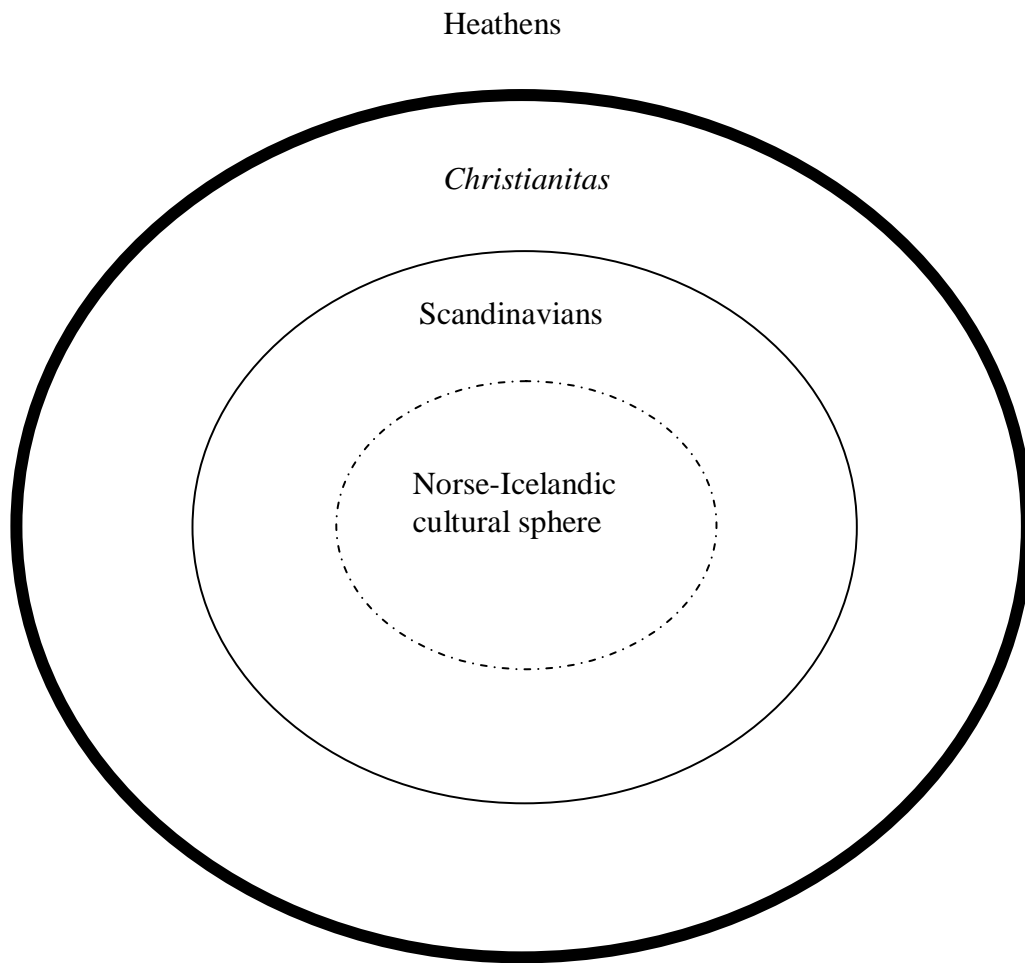 Heathens
Christianitas
Scandinavians
Norse-Icelandic
cultural sphere